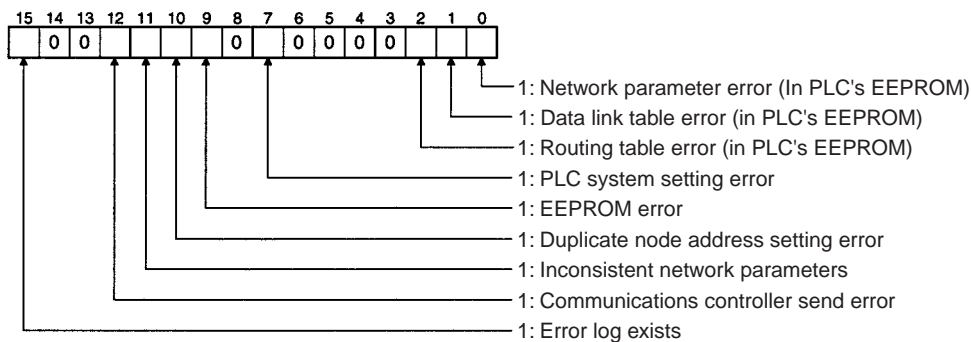 15 14 13 12 11 10 9 8 7 6 5 4 3 2 1 0
0 0 0 0 0 0 0
1: Network parameter error (In PLC's EEPROM)
1: Data link table error (in PLC's EEPROM)
1: Routing table error (in PLC's EEPROM)
1: PLC system setting error
1: EEPROM error
1: Duplicate node address setting error
1: Inconsistent network parameters
1: Communications controller send error
1: Error log exists